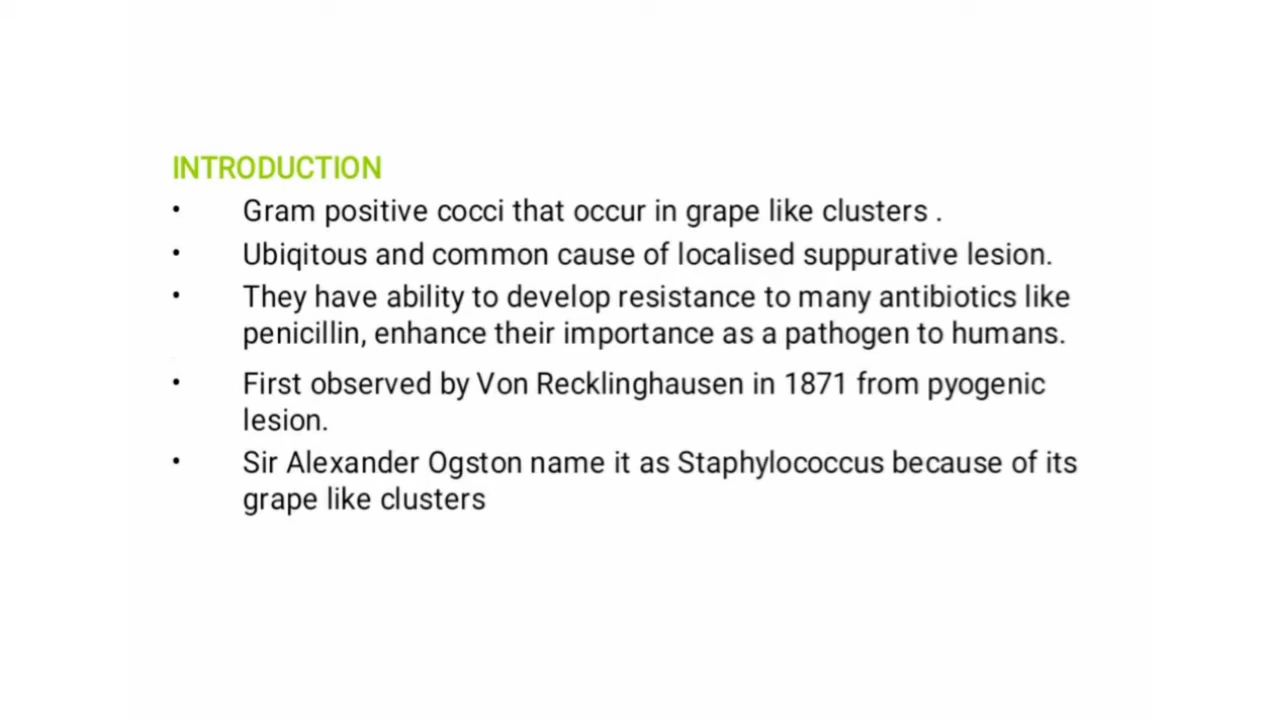 INTRODUCTION
• Gram positive cocci that occur in grape like clusters .
• Ubiqitous and common cause of localised suppurative lesion.
• They have ability to develop resistance to many antibiotics like
penicillin, enhance their importance as a pathogen to humans.
• First observed by Von Recklinghausen in 1871 from pyogenic
lesion.
• Sir Alexander Ogston name it as Staphylococcus because of its
grape like clusters